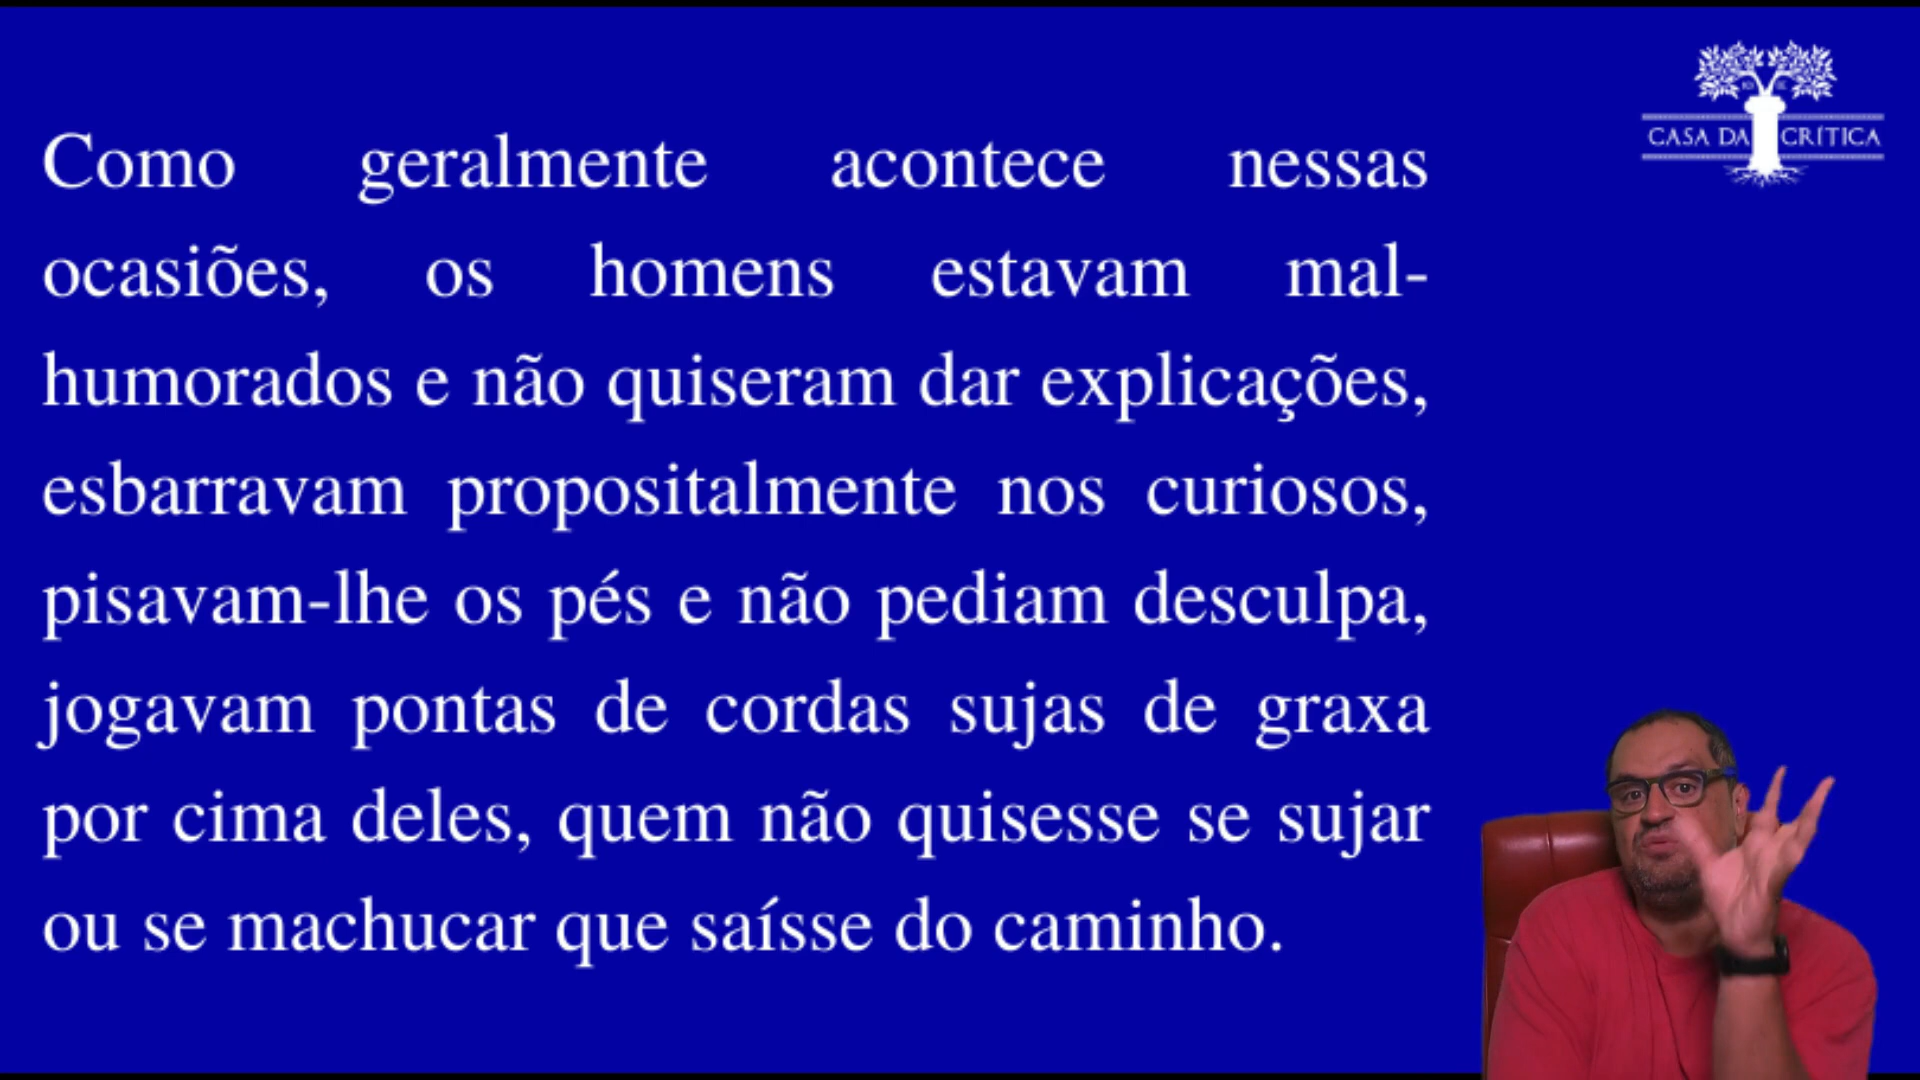 Como geralmente acontece nessas
ocasiões, os homens estavam mal-
humorados e não quiseram dar explicações,
esbarravam propositalmente nos curiosos,
pisavam-lhe os pés e não pediam desculpa,
jogavam pontas de cordas sujas de graxa
por cima deles, quem não quisesse se sujar
ou se machucar que saísse do caminho.
CASA DA CRÍTICA